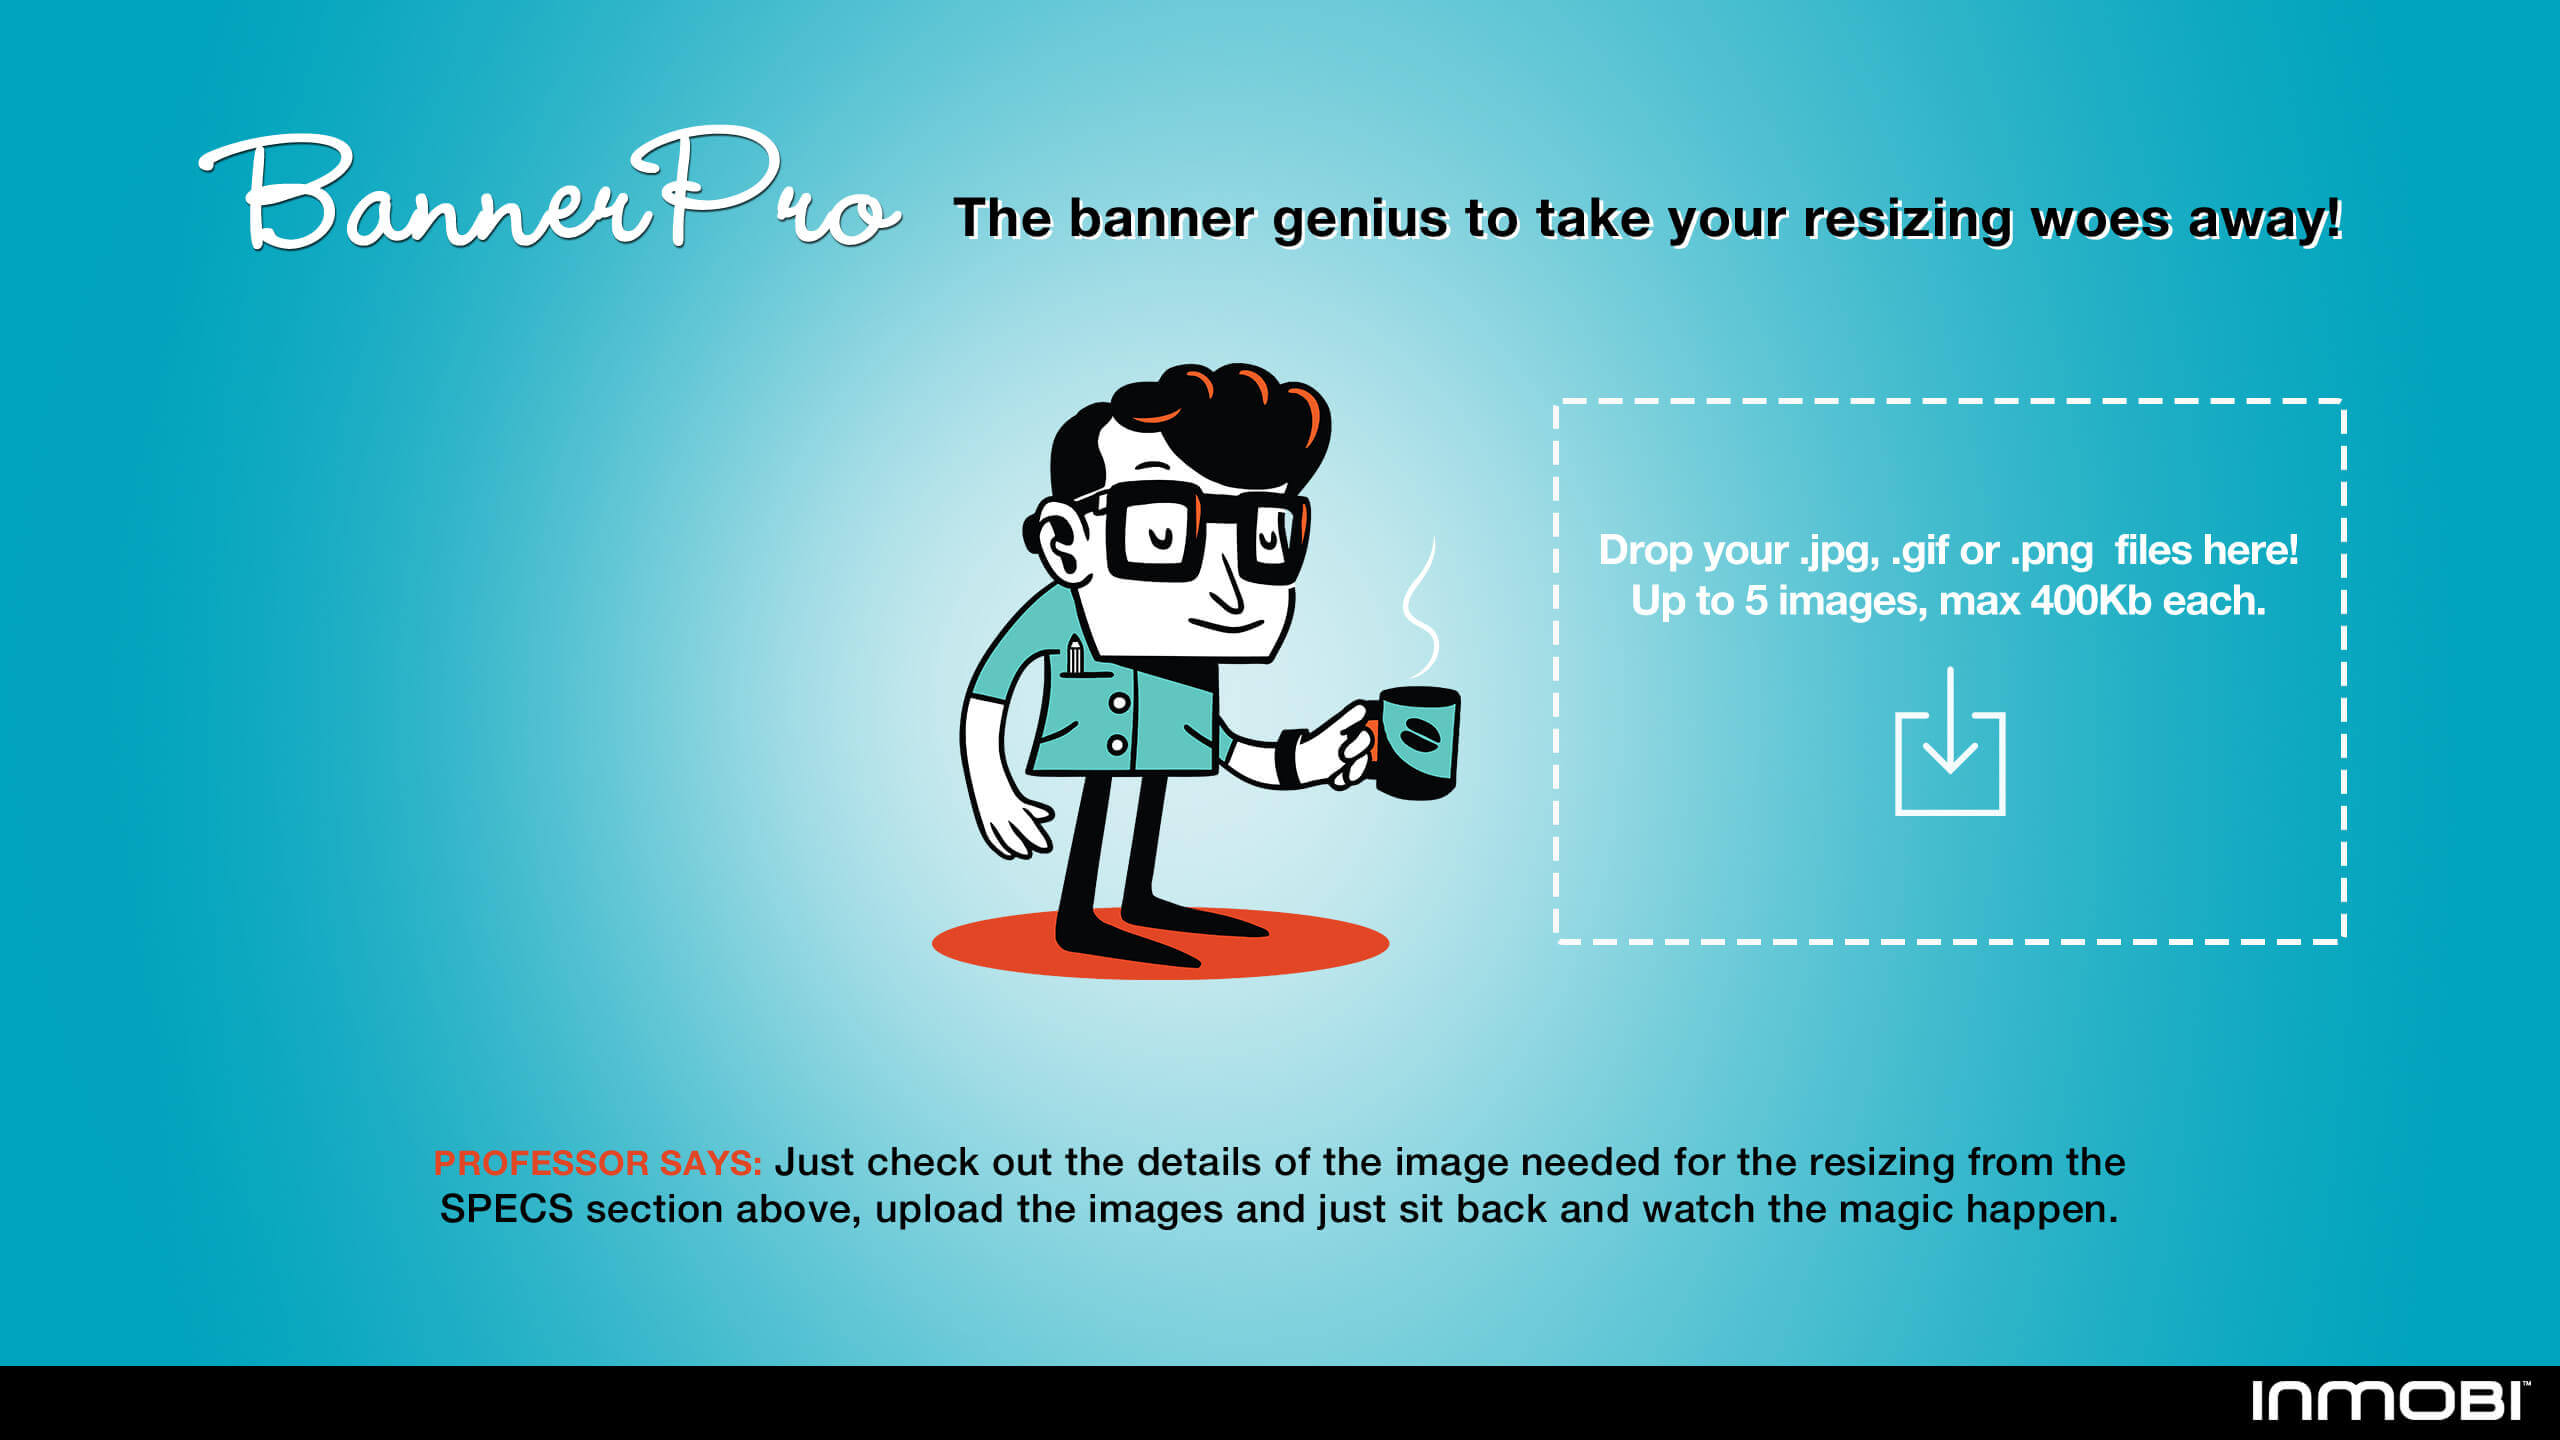 BannerPro The banner genius to take your resizing woes away!
Drop your .jpg, .gif or .png files here!
Up to 5 images, max 400Kb each.
PROFESSOR SAYS: Just check out the details of the image needed for the resizing from the
SPECS section above, upload the images and just sit back and watch the magic happen.
INMOBI™